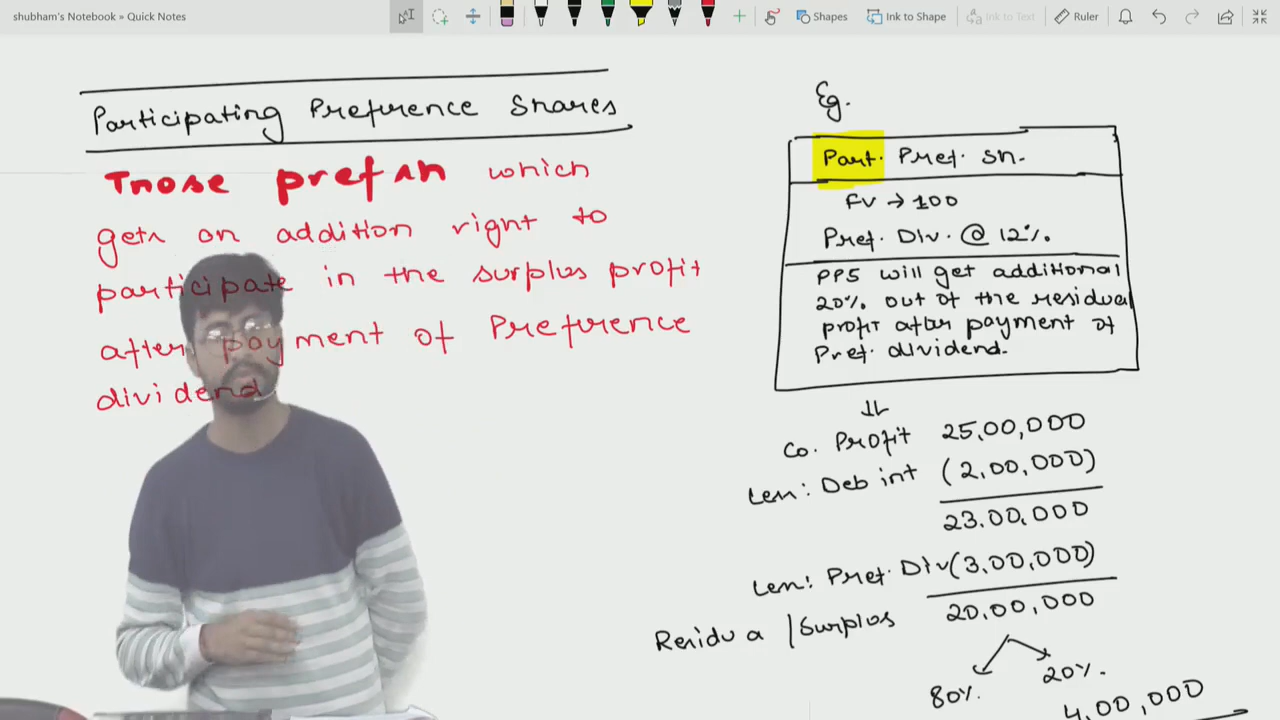 shubham's Notebook » Quick Notes
Shapes
Ink to Shape
Ink to Text
Ruler
Participating Preference Shares
Those pref sh which
gets on addition right to
participate in the surplus profit
after payment of Preference
dividend
Eg.
Part. Pref. sh.
FV → 100
Pref. Div. @ 12%.
PPS will get additional
20% out of the residual
profit after payment of
Pref. dividend.
Co. Profit 25,00,000
Less: Deb int (2,00,000)
23,00,000
Less: Pref. Div (3,00,000)
Residua / Surplus 20,00,000
80%. 20%.
4,00,000